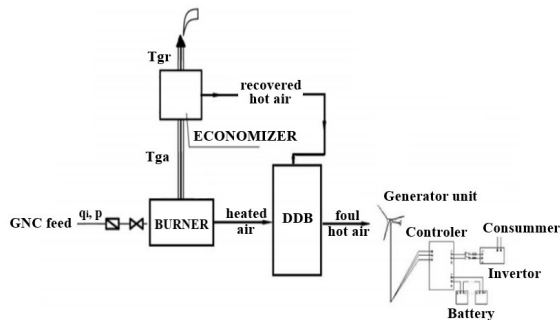 Tgr
recovered
hot air
ECONOMIZER
Tga
GNC feed
qi, p
BURNER
heated
air
DDB
foul
hot air
Generator unit
Controler
Consummer
Invertor
Battery